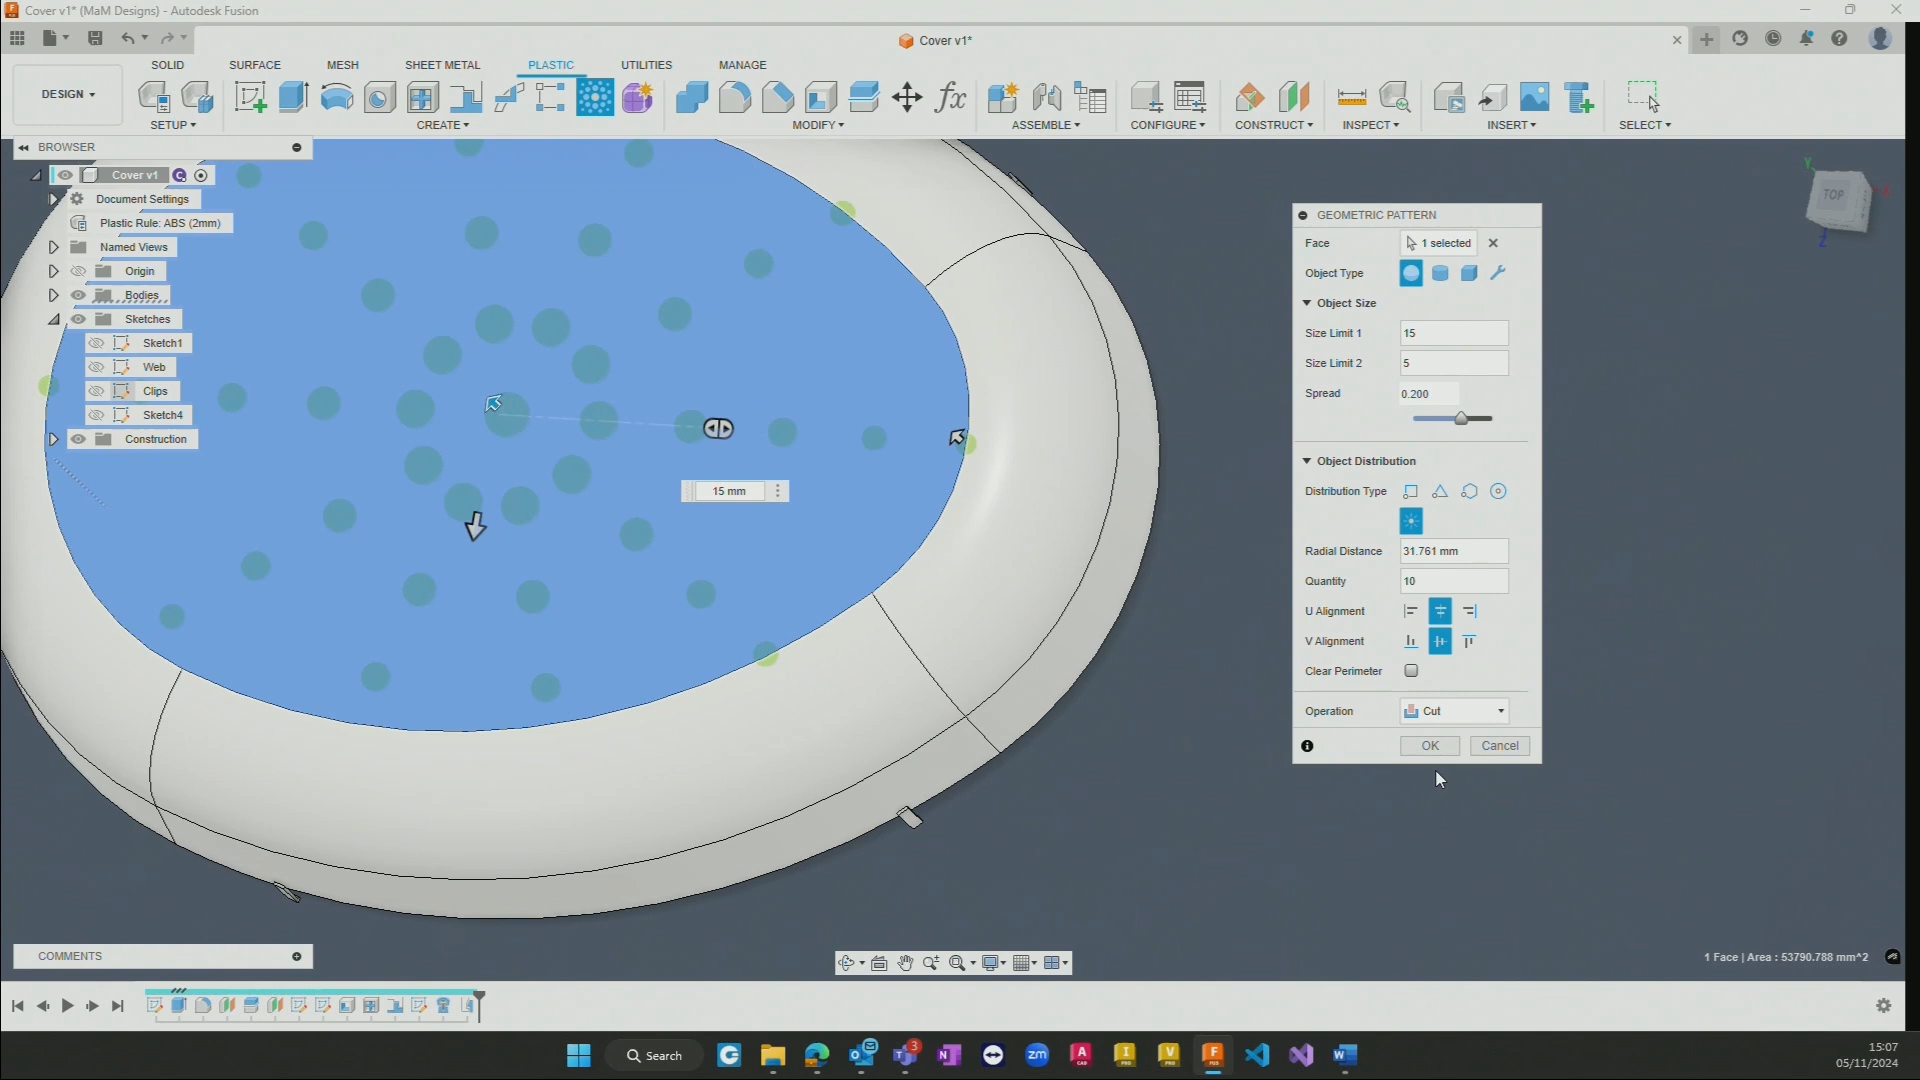 Cover v1* (MaM Designs) - Autodesk Fusion
Cover v1*
DESIGN
SOLID
SURFACE
MESH
SHEET METAL
PLASTIC
UTILITIES
MANAGE
SETUP
CREATE
MODIFY
ASSEMBLE
CONFIGURE
CONSTRUCT
INSPECT
INSERT
SELECT
BROWSER
Cover v1
Document Settings
Plastic Rule: ABS (2mm)
Named Views
Origin
Bodies
Sketches
Sketch1
Web
Clips
Sketch4
Construction
15 mm
TOP
Y
X
Z
GEOMETRIC PATTERN
Face 1 selected
Object Type
Object Size
Size Limit 1 15
Size Limit 2 5
Spread 0.200
Object Distribution
Distribution Type
Radial Distance 31.761 mm
Quantity 10
U Alignment
V Alignment
Clear Perimeter
Operation Cut
OK Cancel
COMMENTS
1 Face | Area : 53790.788 mm^2
Search
3
zm
15:07
05/11/2024